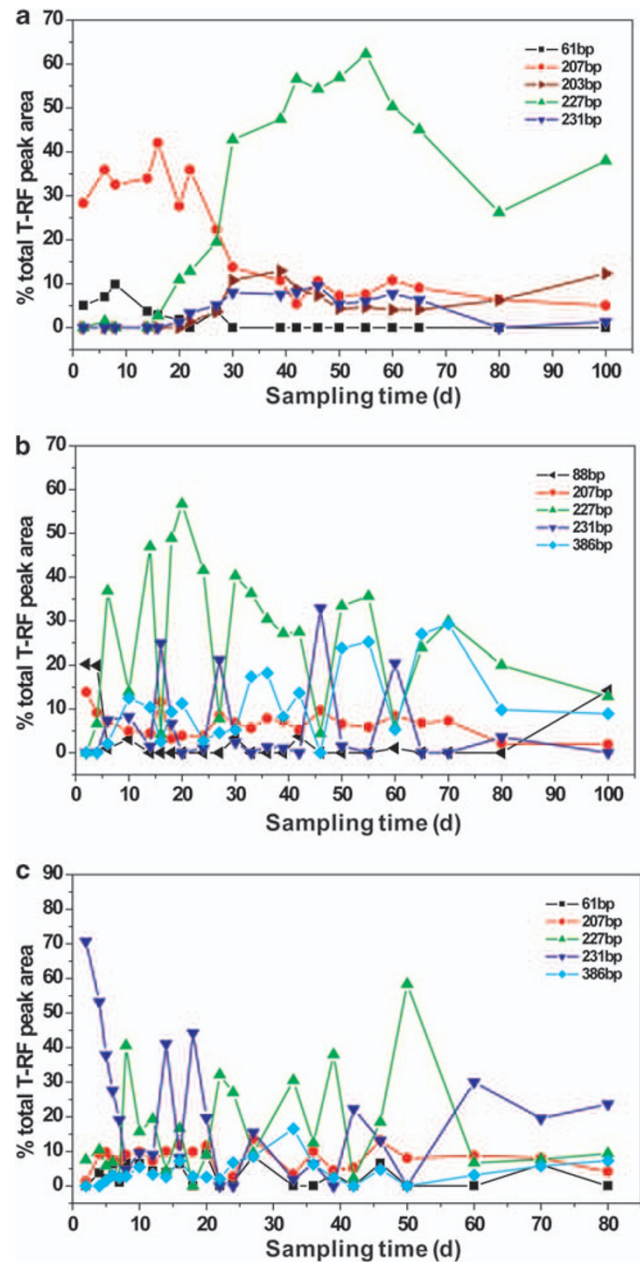 a
70
60
50
40
30
20
10
0
% total T-RF peak area
61bp
207bp
203bp
227bp
231bp
0 10 20 30 40 50 60 70 80 90 100
Sampling time (d)
b
70
60
50
40
30
20
10
0
% total T-RF peak area
88bp
207bp
227bp
231bp
386bp
0 10 20 30 40 50 60 70 80 90 100
Sampling time (d)
c
90
80
70
60
50
40
30
20
10
0
% total T-RF peak area
61bp
207bp
227bp
231bp
386bp
0 10 20 30 40 50 60 70 80
Sampling time (d)